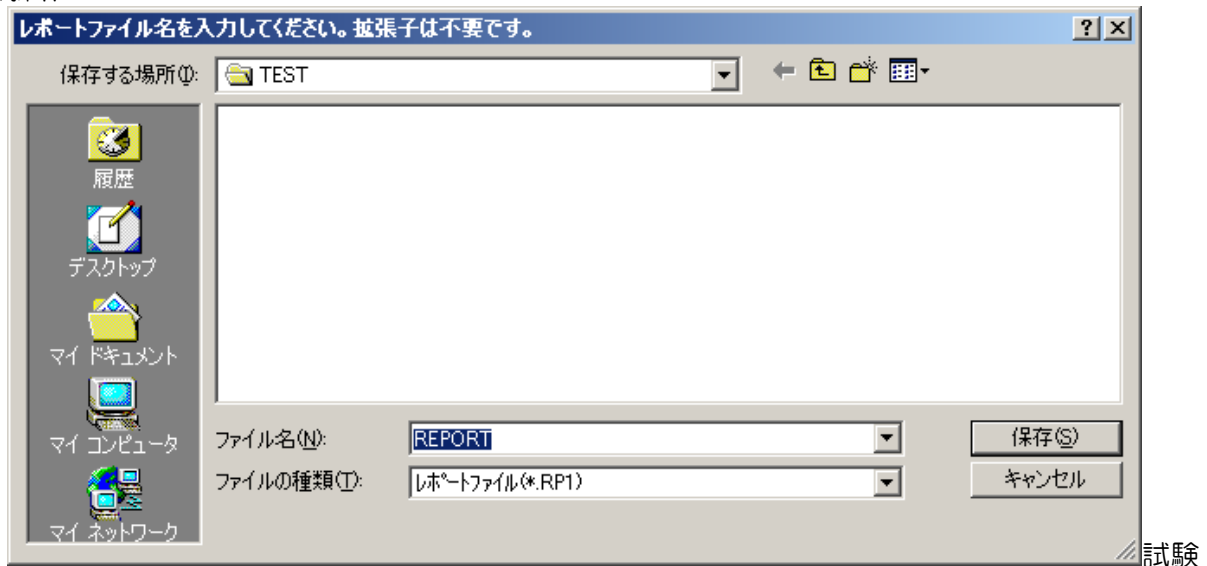 レポートファイル名を入力してください。拡張子は不要です。
保存する場所(I):
TEST
履歴
デスクトップ
マイ ドキュメント
マイ コンピュータ
マイ ネットワーク
ファイル名(N):
REPORT
保存(S)
ファイルの種類(T):
レポートファイル(*.RP1)
キャンセル
試験